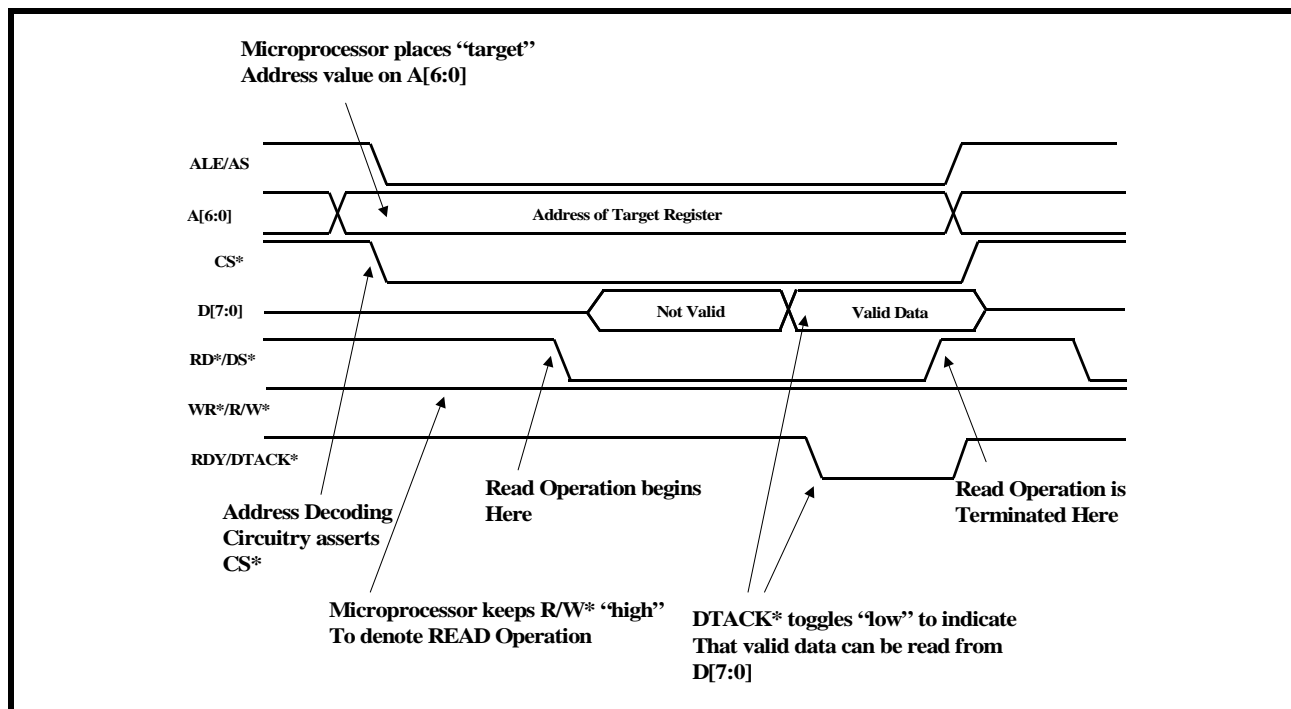 Microprocessor places “target”
Address value on A[6:0]
ALE/AS
A[6:0]
Address of Target Register
CS*
D[7:0]
Not Valid
Valid Data
RD*/DS*
WR*/R/W*
RDY/DTACK*
Read Operation begins
Here
Read Operation is
Terminated Here
Address Decoding
Circuitry asserts
CS*
Microprocessor keeps R/W* “high”
To denote READ Operation
DTACK* toggles “low” to indicate
That valid data can be read from
D[7:0]